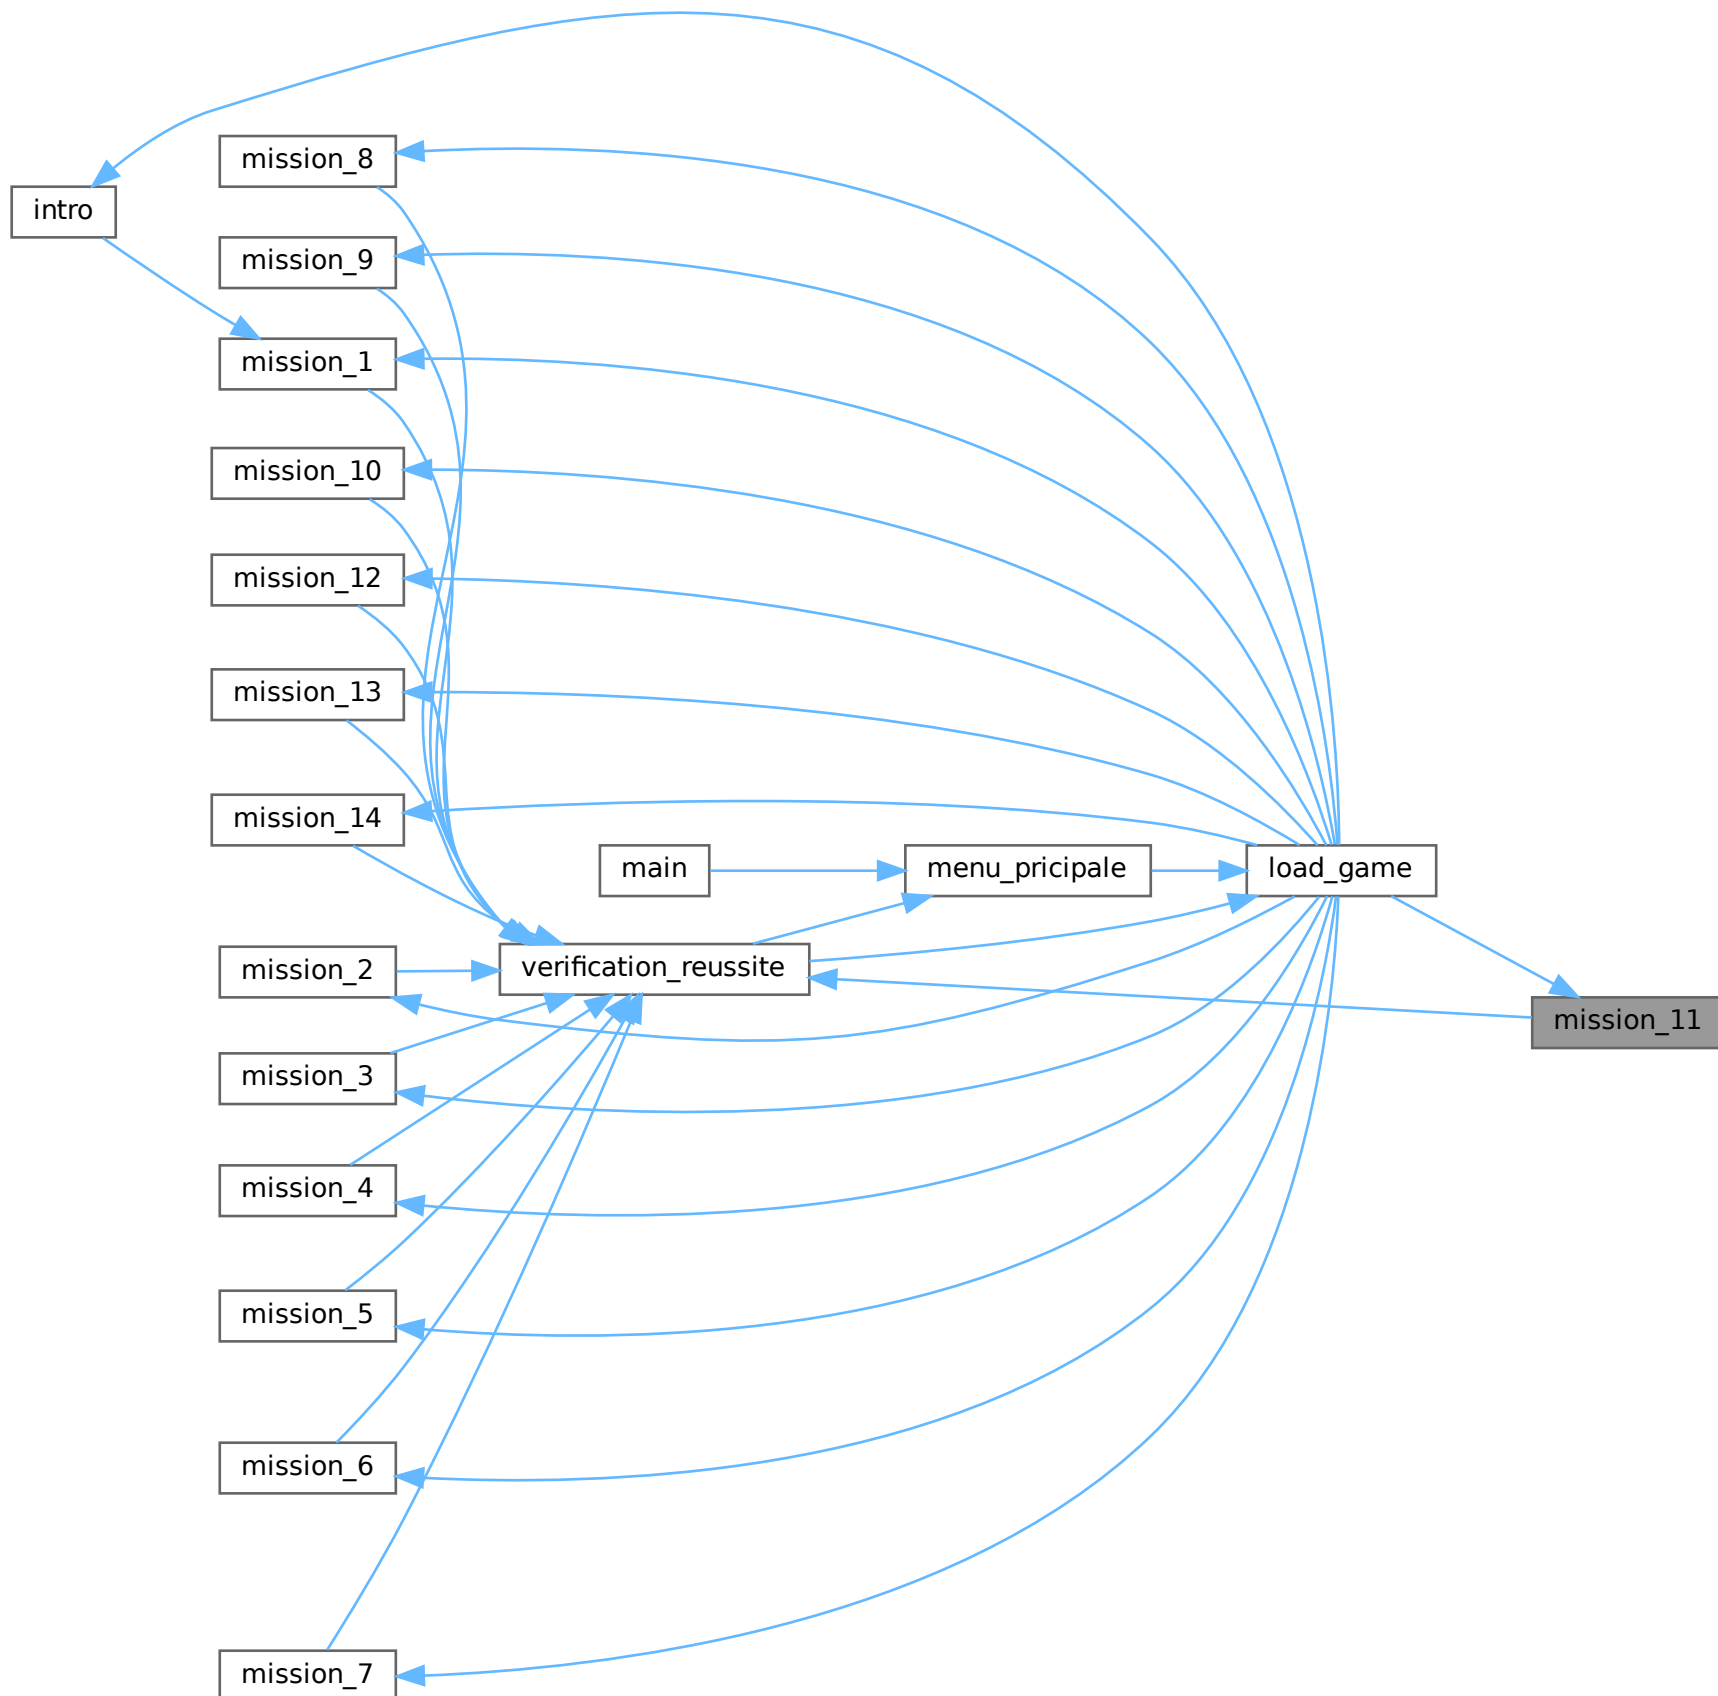 mission_8
intro
mission_9
mission_1
mission_10
mission_12
mission_13
mission_14
main
menu_pricipale
load_game
mission_2
verification_reussite
mission_11
mission_3
mission_4
mission_5
mission_6
mission_7